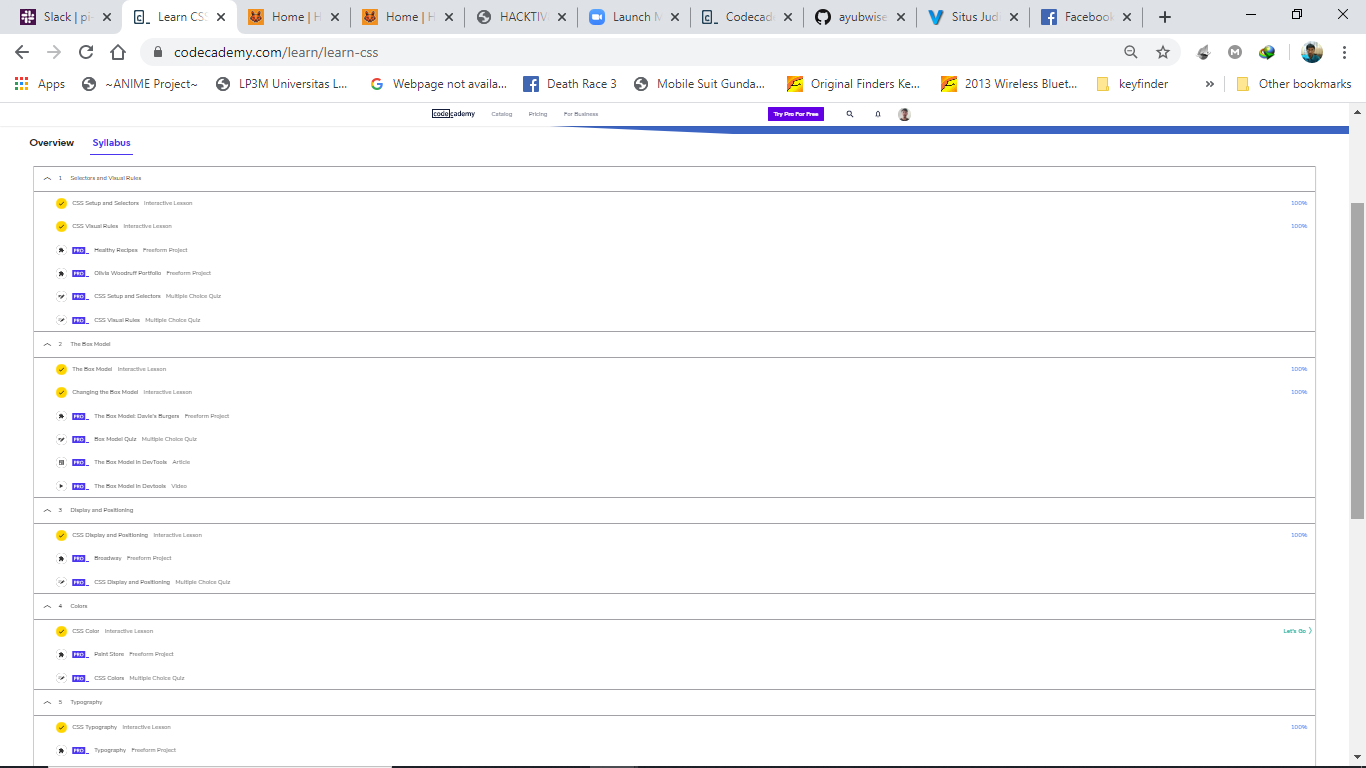 Slack | pi- Learn CSS Home | H Home | H HACKTIV Launch M Codecade ayubwise Situs Judi Facebook
codecademy.com/learn/learn-css
Apps ~ANIME Project~ LP3M Universitas L... Webpage not availa... Death Race 3 Mobile Suit Gunda... Original Finders Ke... 2013 Wireless Bluet... keyfinder » Other bookmarks
codecademy Catalog Pricing For Business Try Pro For Free
Overview Syllabus
1 Selectors and Visual Rules
CSS Setup and Selectors Interactive Lesson 100%
CSS Visual Rules Interactive Lesson 100%
PRO Healthy Recipes Freeform Project
PRO Olivia Woodruff Portfolio Freeform Project
PRO CSS Setup and Selectors Multiple Choice Quiz
PRO CSS Visual Rules Multiple Choice Quiz
2 The Box Model
The Box Model Interactive Lesson 100%
Changing the Box Model Interactive Lesson 100%
PRO The Box Model: Davie's Burgers Freeform Project
PRO Box Model Quiz Multiple Choice Quiz
PRO The Box Model in DevTools Article
PRO The Box Model in Devtools Video
3 Display and Positioning
CSS Display and Positioning Interactive Lesson 100%
PRO Broadway Freeform Project
PRO CSS Display and Positioning Multiple Choice Quiz
4 Colors
CSS Color Interactive Lesson Let's Go
PRO Paint Store Freeform Project
PRO CSS Colors Multiple Choice Quiz
5 Typography
CSS Typography Interactive Lesson 100%
PRO Typography Freeform Project